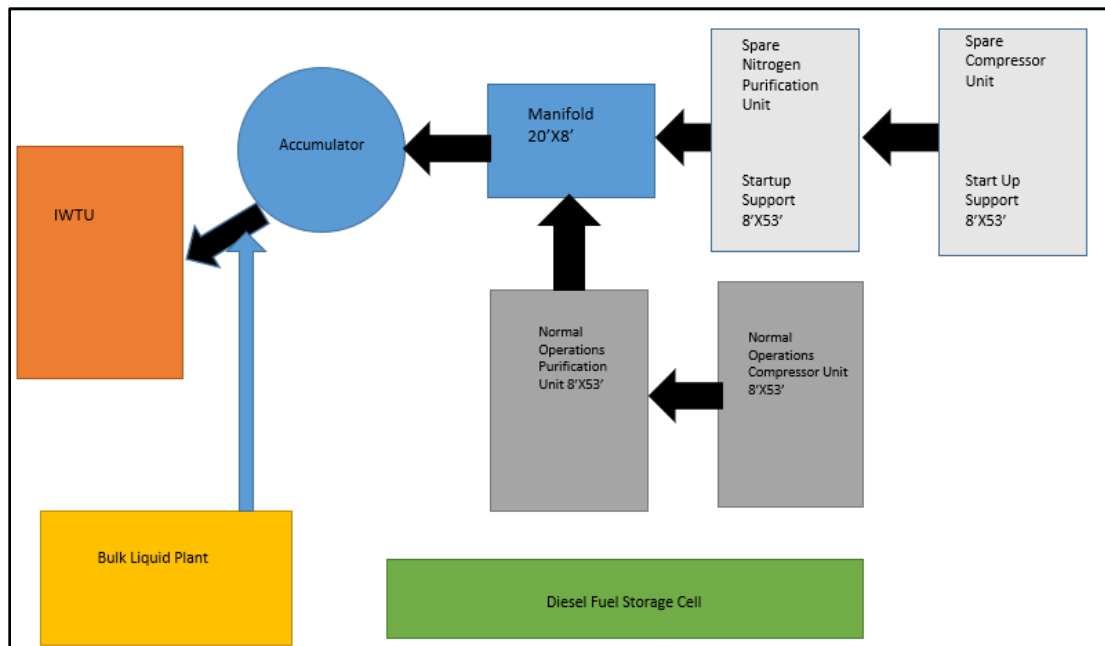 IWTU
Accumulator
Manifold
20’X8’
Spare
Nitrogen
Purification
Unit
Startup
Support
8’X53’
Spare
Compressor
Unit
Start Up
Support
8’X53’
Normal
Operations
Purification
Unit 8’X53’
Normal
Operations
Compressor Unit
8’X53’
Bulk Liquid Plant
Diesel Fuel Storage Cell